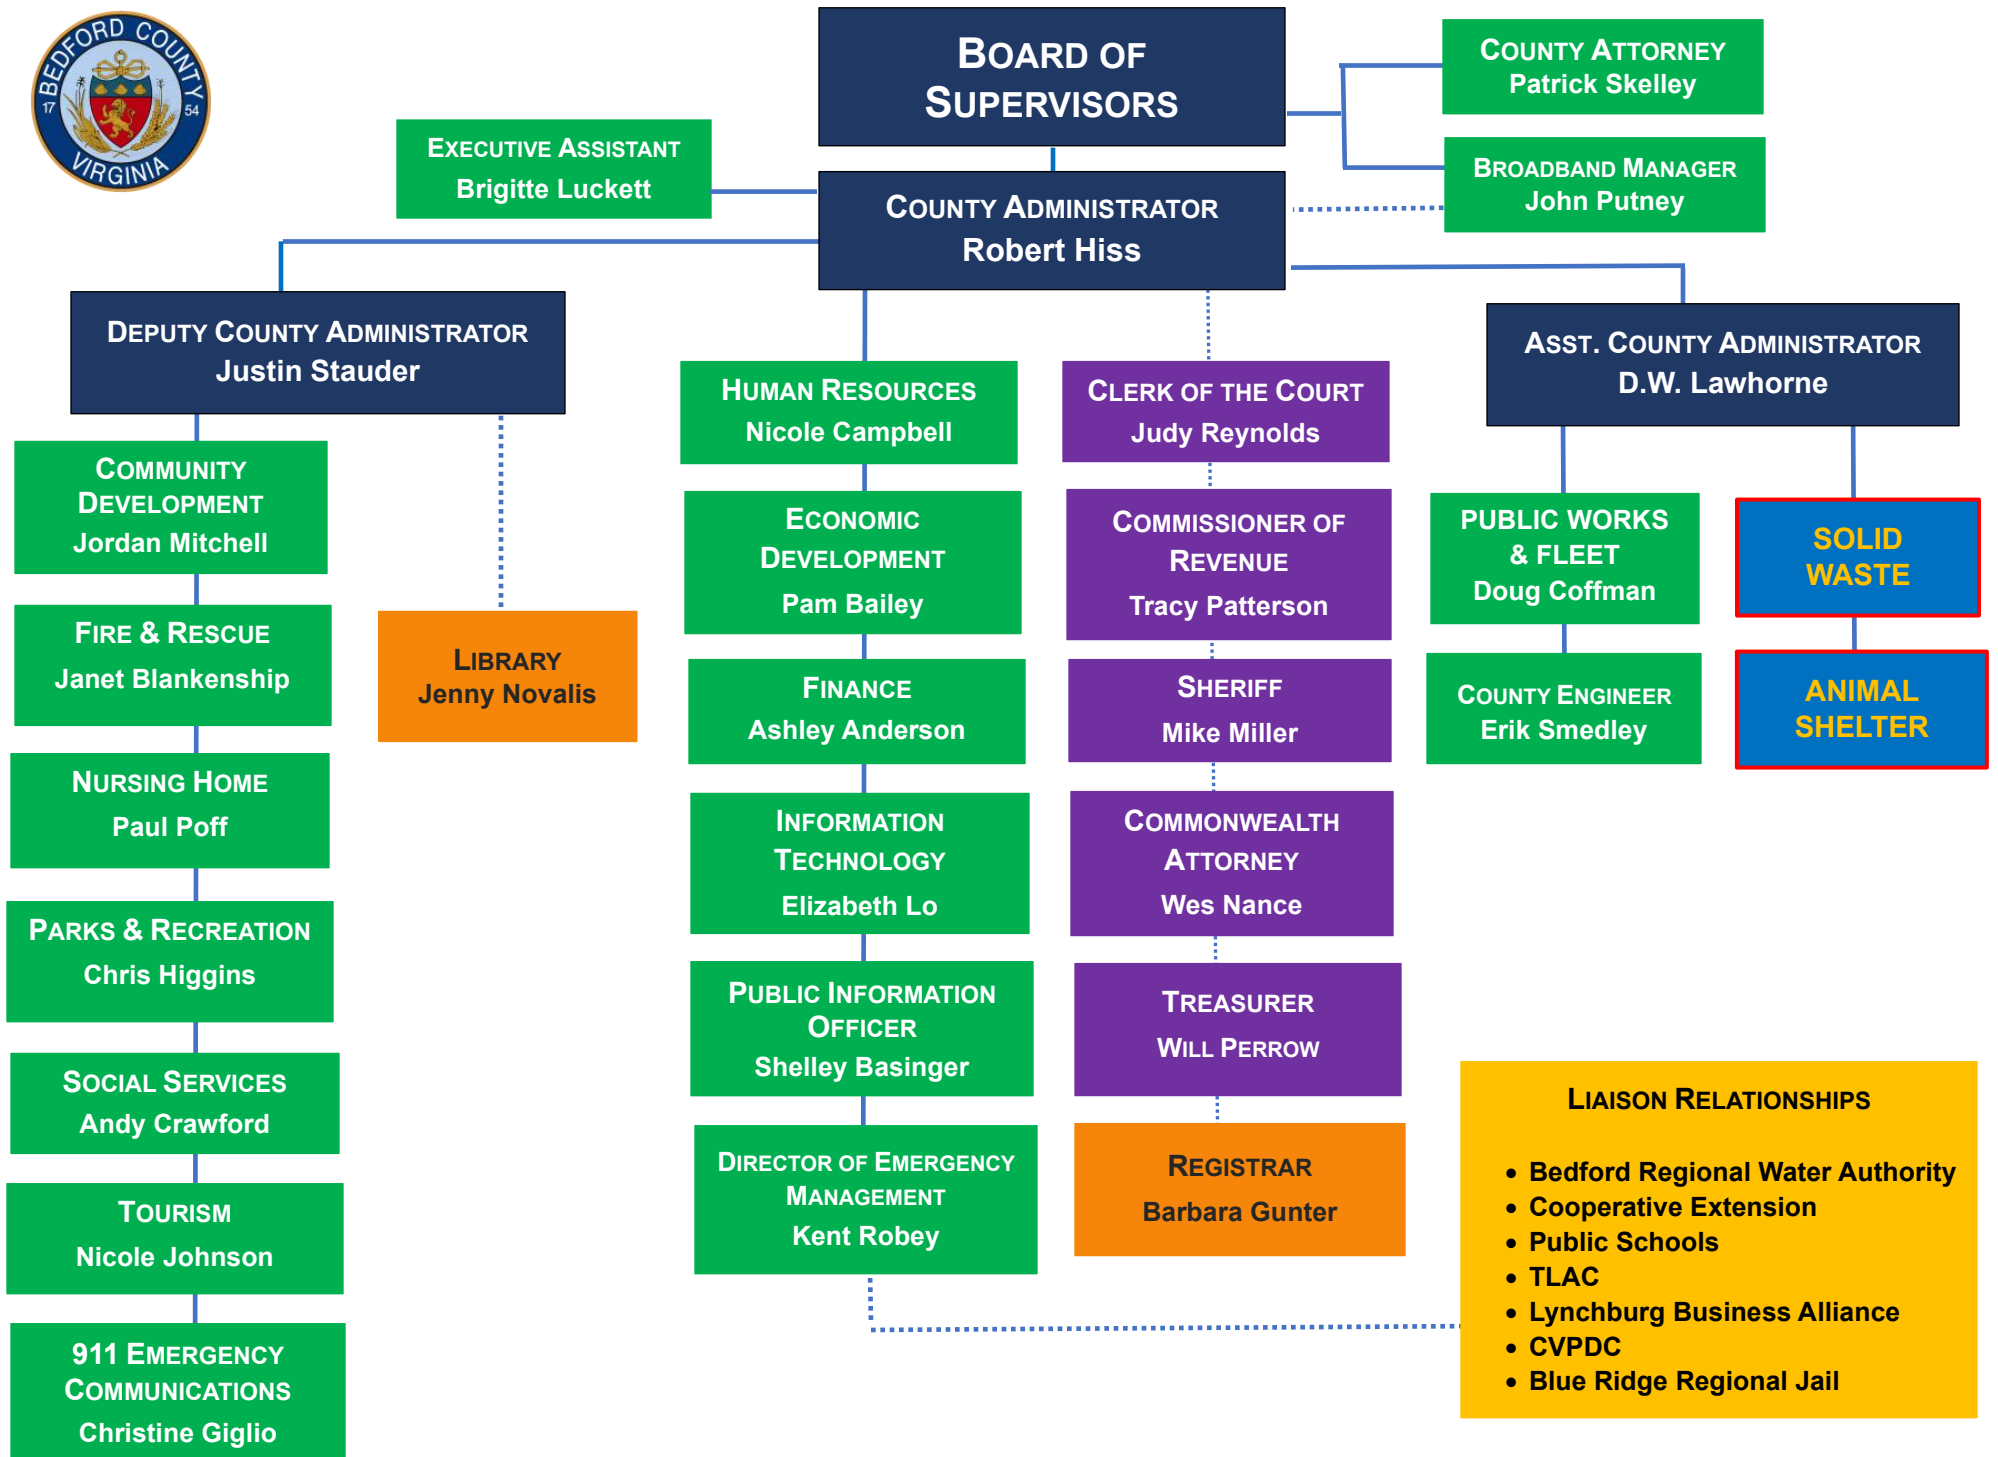 BEDFORD COUNTY
17 54
VIRGINIA
BOARD OF
SUPERVISORS
COUNTY ATTORNEY
Patrick Skelley
EXECUTIVE ASSISTANT
Brigitte Luckett
BROADBAND MANAGER
John Putney
COUNTY ADMINISTRATOR
Robert Hiss
DEPUTY COUNTY ADMINISTRATOR
Justin Stauder
ASST. COUNTY ADMINISTRATOR
D.W. Lawhorne
COMMUNITY
DEVELOPMENT
Jordan Mitchell
FIRE & RESCUE
Janet Blankenship
NURSING HOME
Paul Poff
PARKS & RECREATION
Chris Higgins
SOCIAL SERVICES
Andy Crawford
TOURISM
Nicole Johnson
911 EMERGENCY
COMMUNICATIONS
Christine Giglio
LIBRARY
Jenny Novalis
HUMAN RESOURCES
Nicole Campbell
ECONOMIC
DEVELOPMENT
Pam Bailey
FINANCE
Ashley Anderson
INFORMATION
TECHNOLOGY
Elizabeth Lo
PUBLIC INFORMATION
OFFICER
Shelley Basinger
DIRECTOR OF EMERGENCY
MANAGEMENT
Kent Robey
CLERK OF THE COURT
Judy Reynolds
COMMISSIONER OF
REVENUE
Tracy Patterson
SHERIFF
Mike Miller
COMMONWEALTH
ATTORNEY
Wes Nance
TREASURER
WILL PERROW
REGISTRAR
Barbara Gunter
PUBLIC WORKS
& FLEET
Doug Coffman
COUNTY ENGINEER
Erik Smedley
SOLID
WASTE
ANIMAL
SHELTER
LIAISON RELATIONSHIPS
• Bedford Regional Water Authority
• Cooperative Extension
• Public Schools
• TLAC
• Lynchburg Business Alliance
• CVPDC
• Blue Ridge Regional Jail